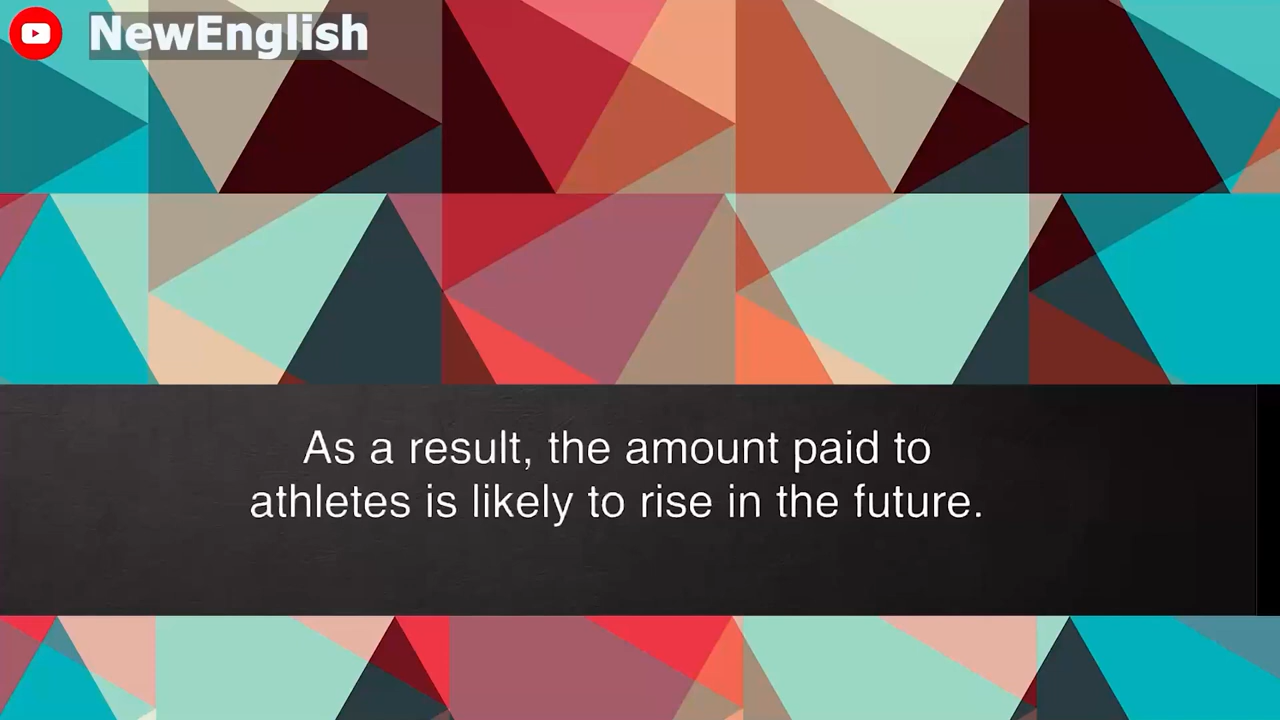 NewEnglish
As a result, the amount paid to
athletes is likely to rise in the future.